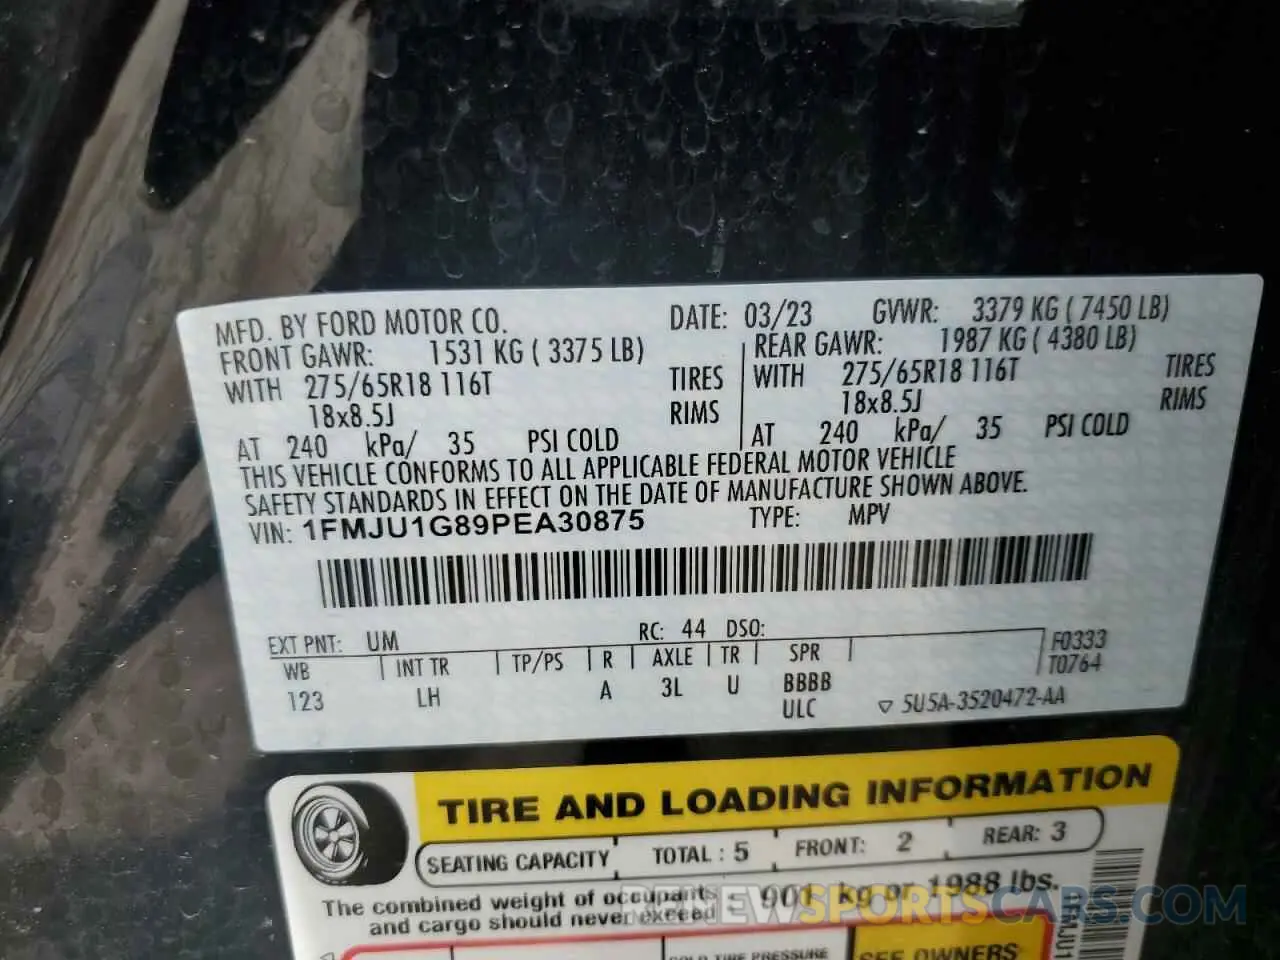 MFD. BY FORD MOTOR CO. DATE: 03/23 GVWR: 3379 KG ( 7450 LB)
FRONT GAWR: 1531 KG ( 3375 LB) REAR GAWR: 1987 KG ( 4380 LB)
WITH 275/65R18 116T TIRES WITH 275/65R18 116T TIRES
18x8.5J RIMS 18x8.5J RIMS
AT 240 kPa/ 35 PSI COLD AT 240 kPa/ 35 PSI COLD
THIS VEHICLE CONFORMS TO ALL APPLICABLE FEDERAL MOTOR VEHICLE
SAFETY STANDARDS IN EFFECT ON THE DATE OF MANUFACTURE SHOWN ABOVE.
VIN: 1FMJU1G89PEA30875 TYPE: MPV
EXT PNT: UM RC: 44 DSO: F0333
WB INT TR TP/PS R AXLE TR SPR T0764
123 LH A 3L U BBBB
ULC 5U5A-3520472-AA
TIRE AND LOADING INFORMATION
SEATING CAPACITY TOTAL : 5 FRONT: 2 REAR: 3
The combined weight of occupants 901 kg or 1988 lbs.
and cargo should never exceed
COLD TIRE PRESSURE SEE OWNERS
RENEWSPORTSCARS.COM